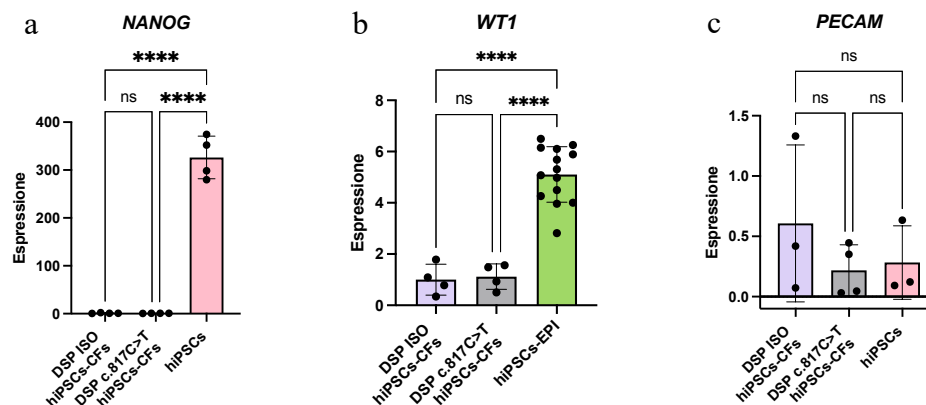 a
NANOG
****
ns
****
400
300
200
100
0
Espressione
DSP ISO
hiPSCs-CFs
DSP c.817C>T
hiPSCs-CFs
hiPSCs
b
WT1
****
ns
****
8
6
4
2
0
Espressione
DSP ISO
hiPSCs-CFs
DSP c.817C>T
hiPSCs-CFs
hiPSCs-EPI
c
PECAM
ns
ns
ns
1.5
1.0
0.5
0.0
Espressione
DSP ISO
hiPSCs-CFs
DSP c.817C>T
hiPSCs-CFs
hiPSCs